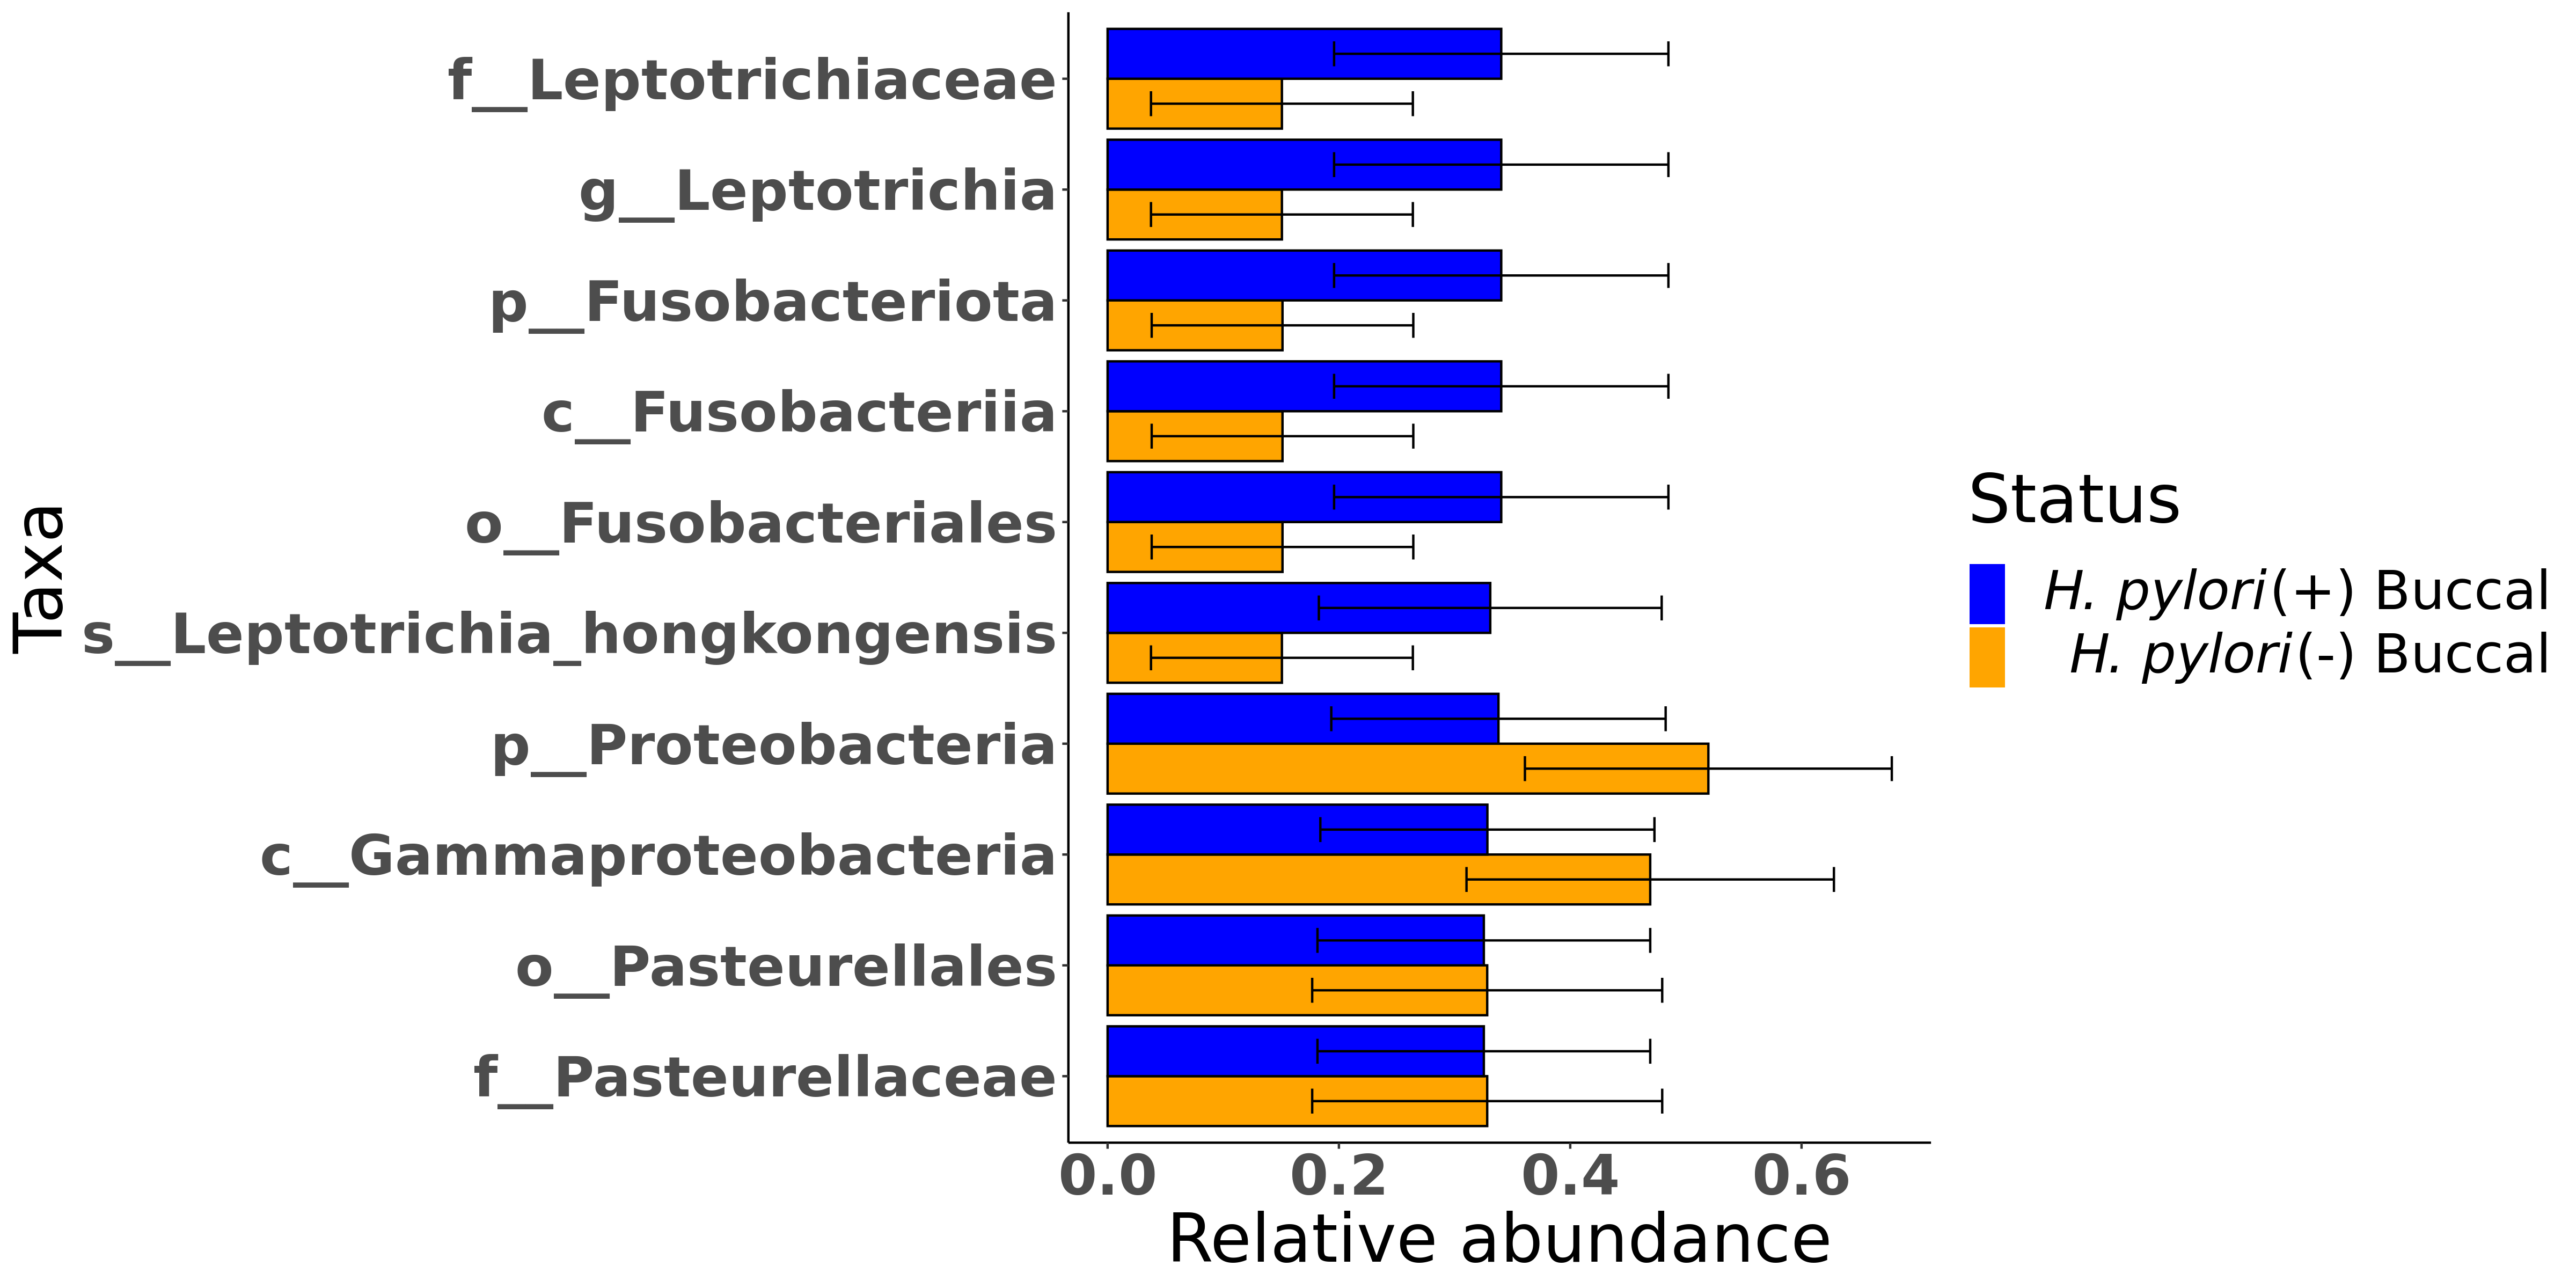 f__Leptotrichiaceae
g__Leptotrichia
p__Fusobacteriota
c__Fusobacteriia
o__Fusobacteriales
s__Leptotrichia_hongkongensis
p__Proteobacteria
c__Gammaproteobacteria
o__Pasteurellales
f__Pasteurellaceae
Taxa
0.0 0.2 0.4 0.6
Relative abundance
Status
H. pylori(+) Buccal
H. pylori(-) Buccal